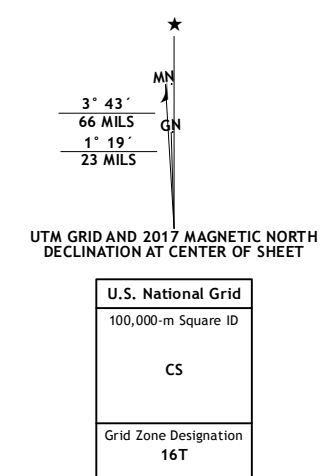 ★
MN
3° 43´
66 MILS
GN
1° 19´
23 MILS
UTM GRID AND 2017 MAGNETIC NORTH
DECLINATION AT CENTER OF SHEET
U.S. National Grid
100,000-m Square ID
CS
Grid Zone Designation
16T